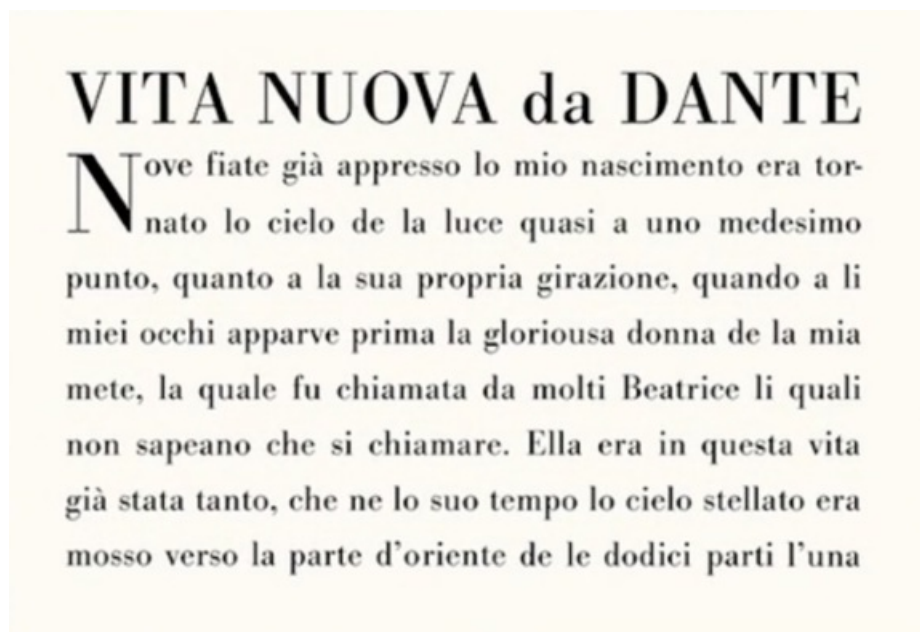 VITA NUOVA da DANTE
Nove fiate già appresso lo mio nascimento era tor-
nato lo cielo de la luce quasi a uno medesimo
punto, quanto a la sua propria girazione, quando a li
miei occhi apparve prima la gloriousa donna de la mia
mete, la quale fu chiamata da molti Beatrice li quali
non sapeano che si chiamare. Ella era in questa vita
già stata tanto, che ne lo suo tempo lo cielo stellato era
mosso verso la parte d’oriente de le dodici parti l’una